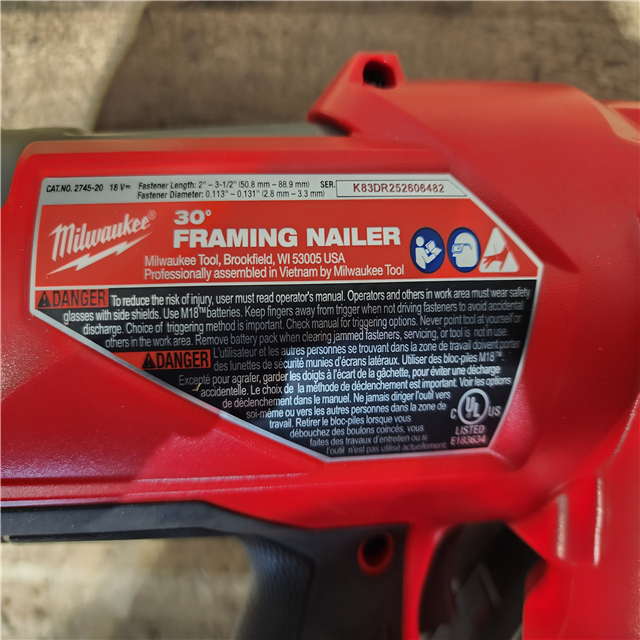 CAT.NO. 2745-20 18 V⎓ Fastener Length: 2" - 3-1/2" (50.8 mm - 88.9 mm) SER. K83DR252606482
Fastener Diameter: 0.113" - 0.131" (2.8 mm - 3.3 mm)
Milwaukee®
30°
FRAMING NAILER
Milwaukee Tool, Brookfield, WI 53005 USA
Professionally assembled in Vietnam by Milwaukee Tool
DANGER To reduce the risk of injury, user must read operator's manual. Operators and others in work area must wear safety
glasses with side shields. Use M18™ batteries. Keep fingers away from trigger when not driving fasteners to avoid accidental
discharge. Choice of triggering method is important. Check manual for triggering options. Never point tool at yourself or
others in the work area. Remove battery pack when clearing jammed fasteners, servicing, or tool is not in use.
DANGER L'utilisateur et les autres personnes se trouvant dans la zone de travail doivent porter
des lunettes de sécurité munies d'écrans latéraux. Utiliser des bloc-piles M18™.
Excepté pour agrafer, garder les doigts à l'écart de la gâchette, pour éviter une décharge
accidentelle. Le choix de la méthode de déclenchement est important. Voir les options
de déclenchement dans le manuel. Ne jamais diriger l'outil vers
soi-même ou vers les autres personnes dans la zone de
travail. Retirer le bloc-piles lorsque vous
débouchez des boulons coincés, vous
faites des travaux d'entretien ou si
l'outil n'est pas utilisé actuellement.
C UL US
LISTED
E183634